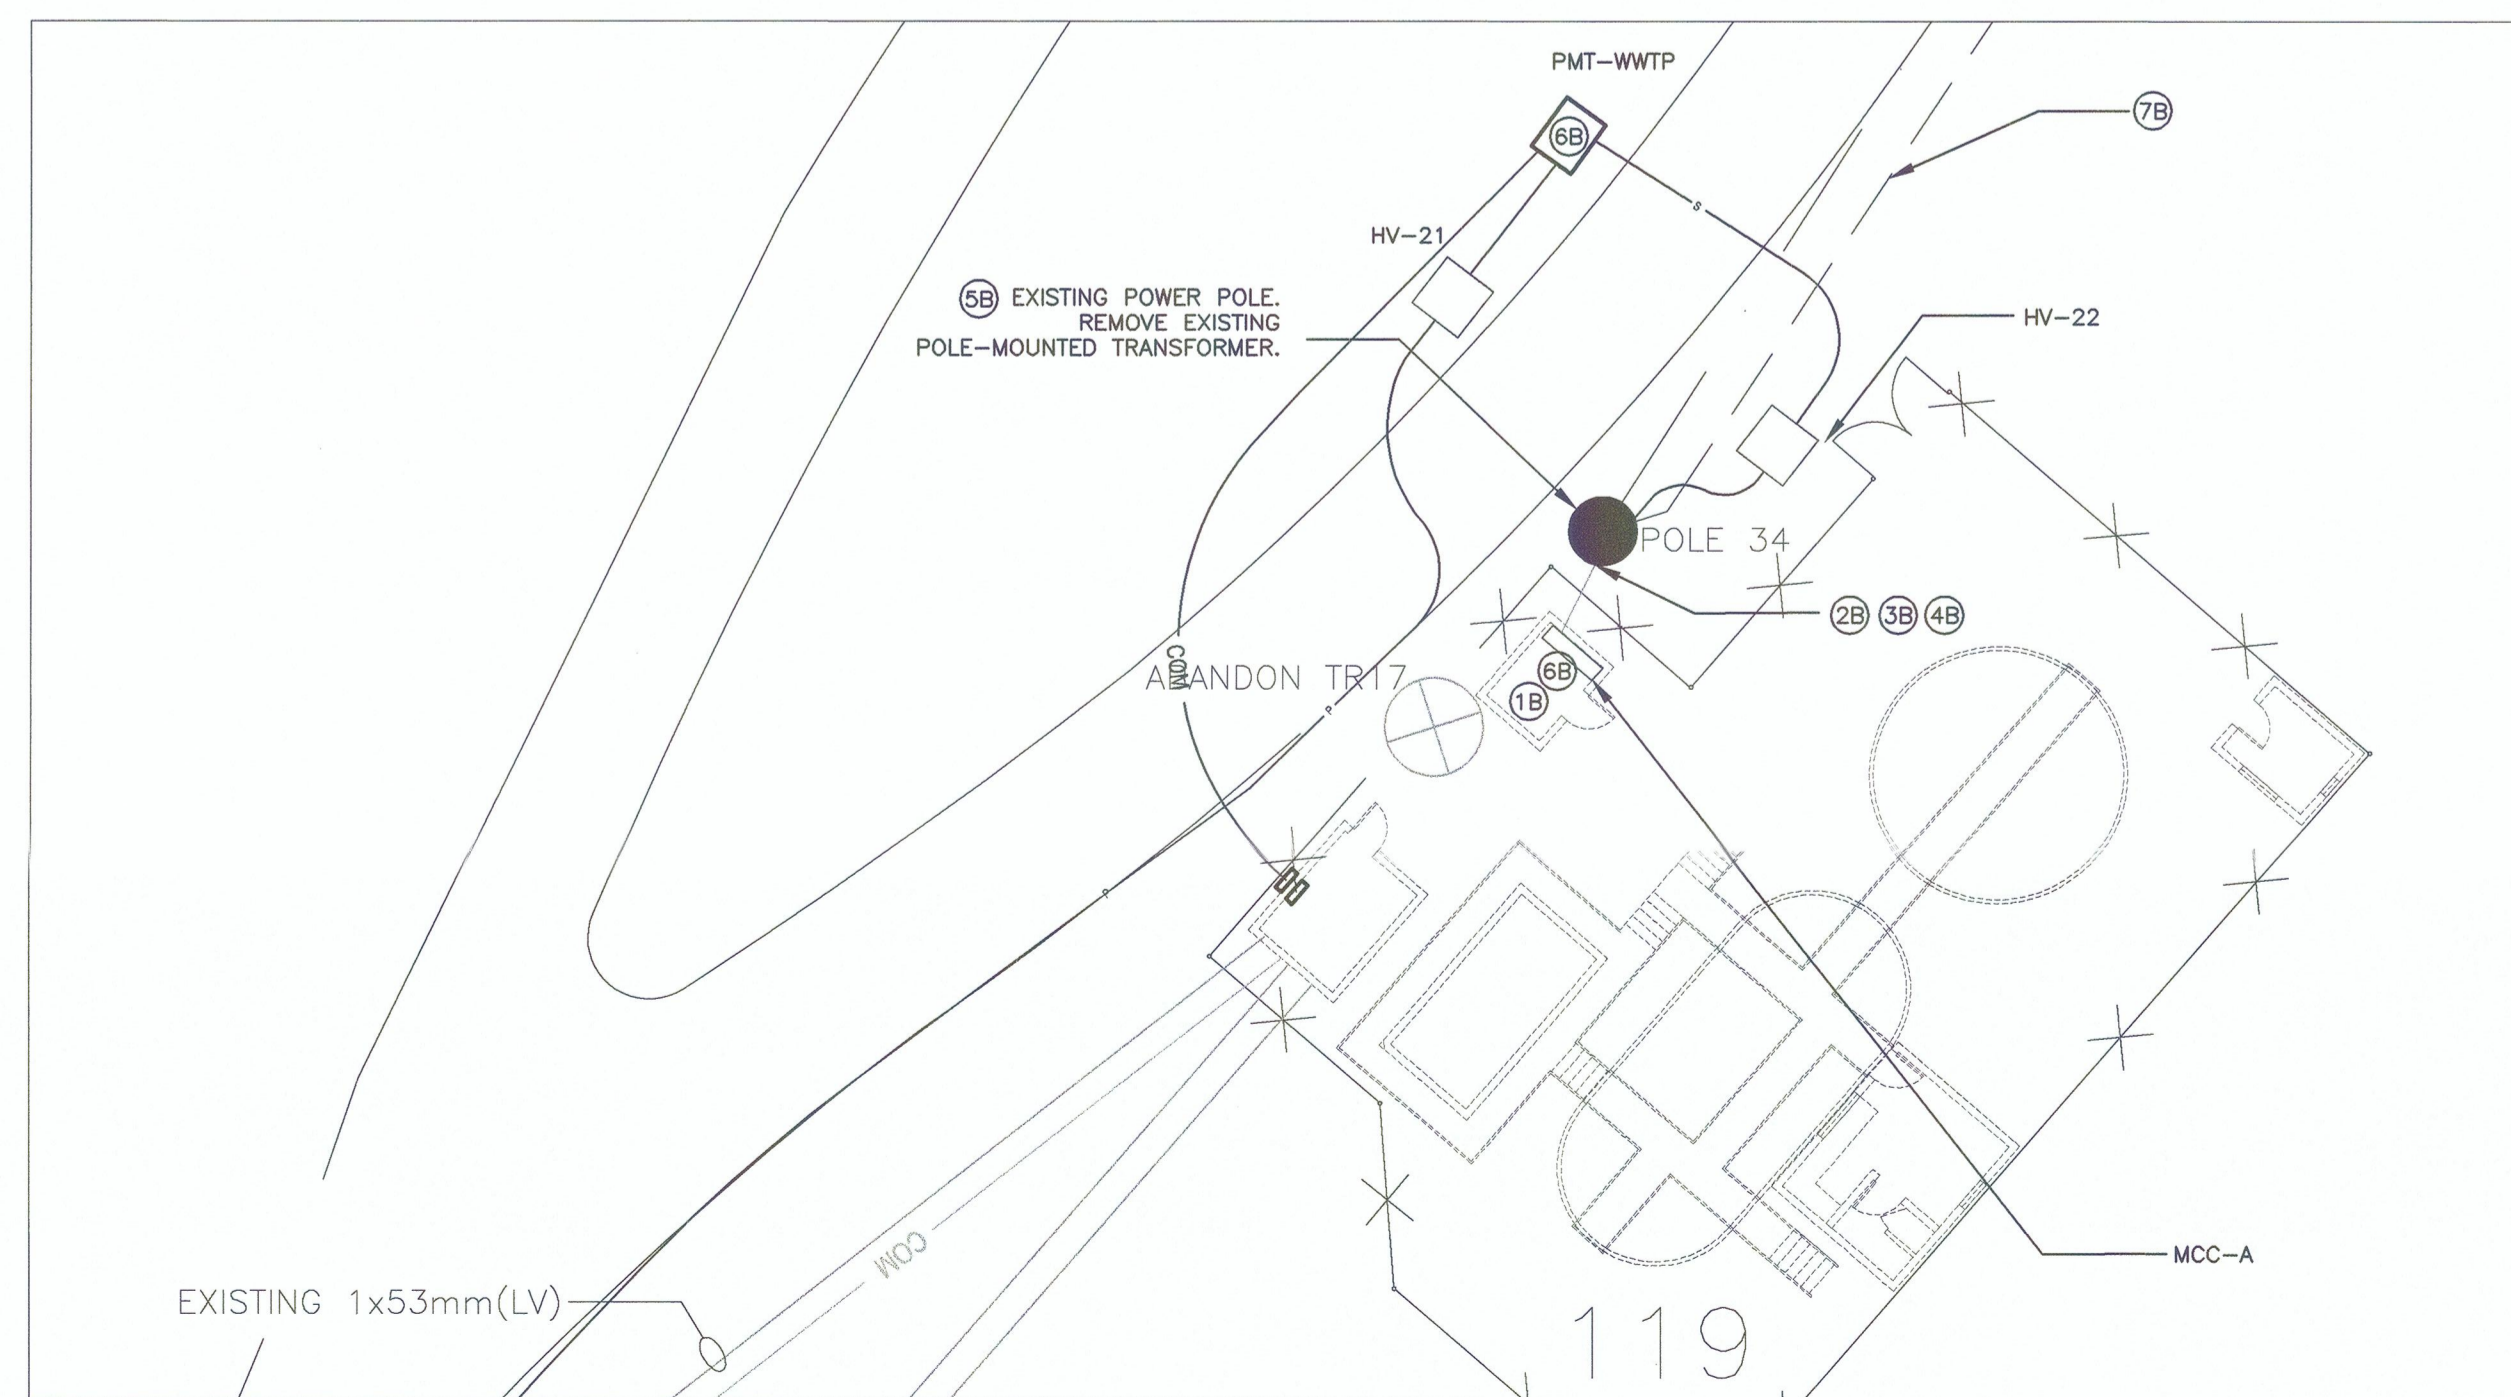 PMT-WWTP
7B
6B
S
HV-21
5B EXISTING POWER POLE.
REMOVE EXISTING
POLE-MOUNTED TRANSFORMER.
HV-22
POLE 34
2B 3B 4B
COM
ABANDON TR17
6B
1B
P
P
COM
MCC-A
EXISTING 1x53mm(LV)
119